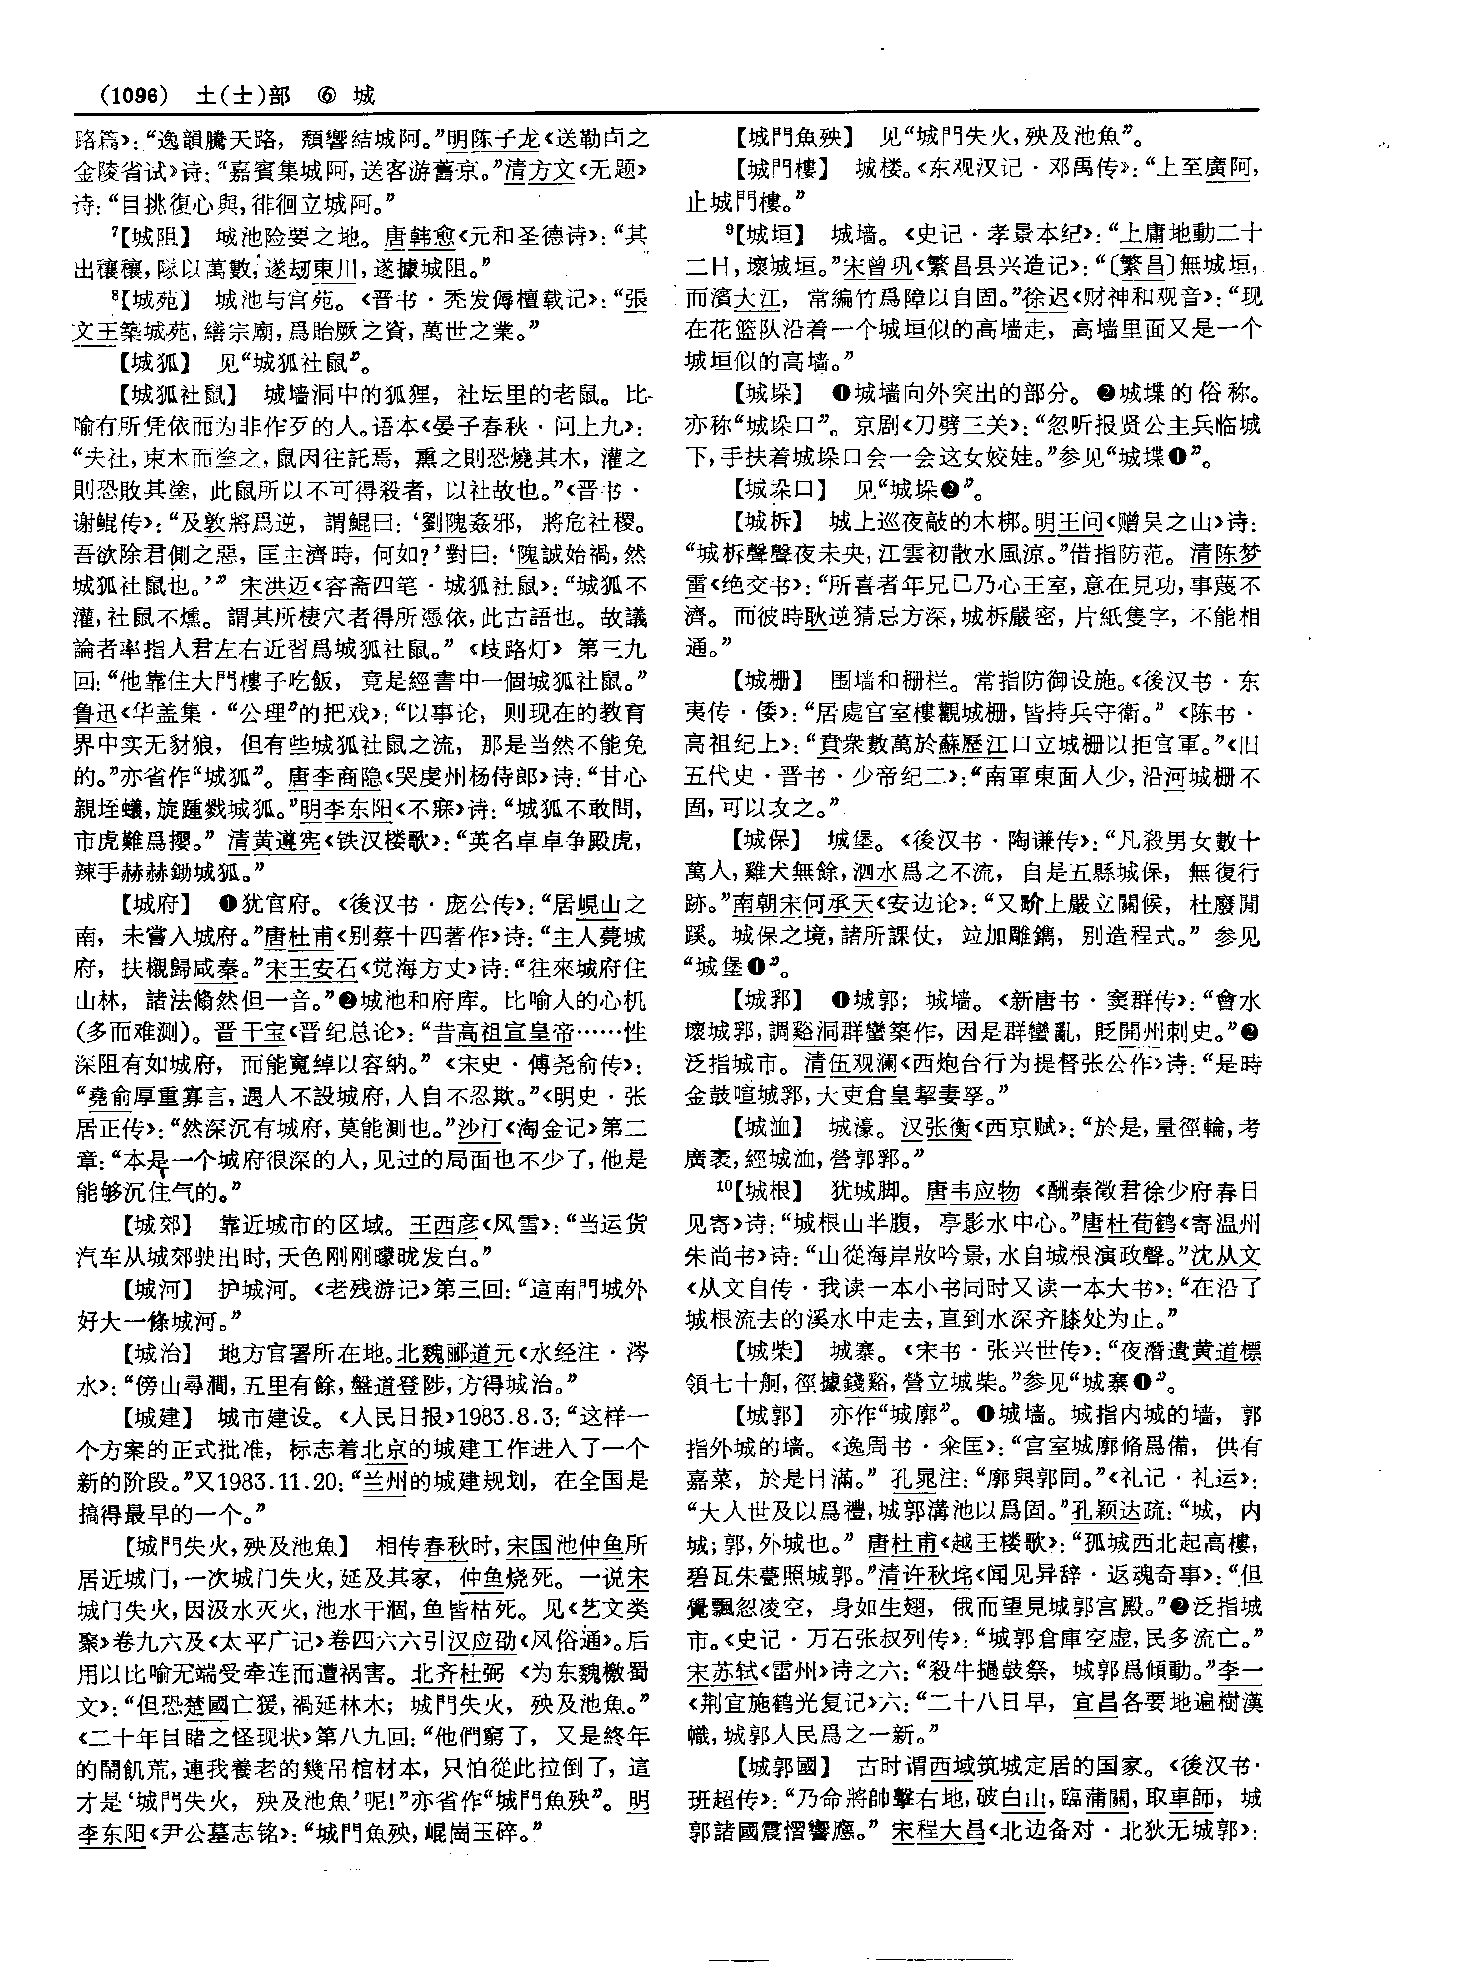 (1096) 土(士)部 ⑥ 城
路篇》：“逸韻騰天路，頹響結城阿。”明陈子龙《送勒卣之
金陵省试》诗：“嘉賓集城阿，送客游舊京。”清方文《无题》
诗：“目挑復心與，徘徊立城阿。”
⁷【城阻】 城池险要之地。唐韩愈《元和圣德诗》：“其
出穰穰，隊以萬數，遂刼東川，遂據城阻。”
⁸【城苑】 城池与宫苑。《晋书·秃发傉檀载记》：“張
文王築城苑，繕宗廟，爲貽厥之資，萬世之業。”
【城狐】 见“城狐社鼠”。
【城狐社鼠】 城墙洞中的狐狸，社坛里的老鼠。比
喻有所凭依而为非作歹的人。语本《晏子春秋·问上九》：
“夫社，束木而塗之，鼠因往託焉，熏之則恐燒其木，灌之
則恐敗其塗，此鼠所以不可得殺者，以社故也。”《晋书·
谢鲲传》：“及敦將爲逆，謂鯤曰：‘劉隗姦邪，將危社稷。
吾欲除君側之惡，匡主濟時，何如？’對曰：‘隗誠始禍，然
城狐社鼠也。’”宋洪迈《容斋四笔·城狐社鼠》：“城狐不
灌，社鼠不燻。謂其所棲穴者得所憑依，此古語也。故議
論者率指人君左右近習爲城狐社鼠。”《歧路灯》第三九
回：“他靠住大門樓子吃飯，竟是經書中一個城狐社鼠。”
鲁迅《华盖集·“公理”的把戏》：“以事论，则现在的教育
界中实无豺狼，但有些城狐社鼠之流，那是当然不能免
的。”亦省作“城狐”。唐李商隐《哭虔州杨侍郎》诗：“甘心
親垤蟻，旋踵戮城狐。”明李东阳《不寐》诗：“城狐不敢問，
市虎難爲攖。”清黄遵宪《铁汉楼歌》：“英名卓卓争殿虎，
辣手赫赫鋤城狐。”
【城府】 ❶犹官府。《後汉书·庞公传》：“居峴山之
南，未嘗入城府。”唐杜甫《别蔡十四著作》诗：“主人薨城
府，扶櫬歸咸秦。”宋王安石《觉海方丈》诗：“往來城府住
山林，諸法翛然但一音。”❷城池和府库。比喻人的心机
（多而难测）。晋干宝《晋纪总论》：“昔高祖宣皇帝……性
深阻有如城府，而能寬綽以容納。”《宋史·傅尧俞传》：
“堯俞厚重寡言，遇人不設城府，人自不忍欺。”《明史·张
居正传》：“然深沉有城府，莫能測也。”沙汀《淘金记》第二
章：“本是一个城府很深的人，见过的局面也不少了，他是
能够沉住气的。”
【城郊】 靠近城市的区域。王西彦《风雪》：“当运货
汽车从城郊驶出时，天色刚刚曚昽发白。”
【城河】 护城河。《老残游记》第三回：“這南門城外
好大一條城河。”
【城治】 地方官署所在地。北魏郦道元《水经注·涔
水》：“傍山尋澗，五里有餘，盤道登陟，方得城治。”
【城建】 城市建设。《人民日报》1983.8.3：“这样一
个方案的正式批准，标志着北京的城建工作进入了一个
新的阶段。”又1983.11.20：“兰州的城建规划，在全国是
搞得最早的一个。”
【城門失火，殃及池魚】 相传春秋时，宋国池仲鱼所
居近城门，一次城门失火，延及其家，仲鱼烧死。一说宋
城门失火，因汲水灭火，池水干涸，鱼皆枯死。见《艺文类
聚》卷九六及《太平广记》卷四六六引汉应劭《风俗通》。后
用以比喻无端受牵连而遭祸害。北齐杜弼《为东魏檄蜀
文》：“但恐楚國亡猨，禍延林木；城門失火，殃及池魚。”
《二十年目睹之怪现状》第八九回：“他們窮了，又是終年
的鬧飢荒，連我養老的幾吊棺材本，只怕從此拉倒了，這
才是‘城門失火，殃及池魚’呢！”亦省作“城門魚殃”。明
李东阳《尹公墓志铭》：“城門魚殃，崐崗玉碎。”
【城門魚殃】 见“城門失火，殃及池魚”。
【城門樓】 城楼。《东观汉记·邓禹传》：“上至廣阿，
止城門樓。”
⁹【城垣】 城墙。《史记·孝景本纪》：“上庸地動二十
二日，壞城垣。”宋曾巩《繁昌县兴造记》：“〔繁昌〕無城垣，
而濱大江，常編竹爲障以自固。”徐迟《财神和观音》：“现
在花篮队沿着一个城垣似的高墙走，高墙里面又是一个
城垣似的高墙。”
【城垛】 ❶城墙向外突出的部分。❷城堞的俗称。
亦称“城垛口”。京剧《刀劈三关》：“忽听报贤公主兵临城
下，手扶着城垛口会一会这女姣娃。”参见“城堞❶”。
【城垛口】 见“城垛❷”。
【城柝】 城上巡夜敲的木梆。明王问《赠吴之山》诗：
“城柝聲聲夜未央，江雲初散水風涼。”借指防范。清陈梦
雷《绝交书》：“所喜者年兄已乃心王室，意在見功，事蔑不
濟。而彼時耿逆猜忌方深，城柝嚴密，片紙隻字，不能相
通。”
【城栅】 围墙和栅栏。常指防御设施。《後汉书·东
夷传·倭》：“居處宫室樓觀城栅，皆持兵守衛。”《陈书·
高祖纪上》：“賁衆數萬於蘇歷江口立城栅以拒官軍。”《旧
五代史·晋书·少帝纪二》：“南軍東面人少，沿河城栅不
固，可以攻之。”
【城保】 城堡。《後汉书·陶谦传》：“凡殺男女數十
萬人，雞犬無餘，泗水爲之不流，自是五縣城保，無復行
跡。”南朝宋何承天《安边论》：“又畍上嚴立關候，杜廢間
蹊。城保之境，諸所課仗，竝加雕鐫，别造程式。”参见
“城堡❶”。
【城郛】 ❶城郭；城墙。《新唐书·窦群传》：“會水
壞城郛，調谿洞群蠻築作，因是群蠻亂，貶開州刺史。”❷
泛指城市。清伍观澜《西炮台行为提督张公作》诗：“是時
金鼓喧城郛，大吏倉皇挈妻孥。”
【城洫】 城濠。汉张衡《西京赋》：“於是，量徑輪，考
廣袤，經城洫，營郭郛。”
¹⁰【城根】 犹城脚。唐韦应物《酬秦徵君徐少府春日
见寄》诗：“城根山半腹，亭影水中心。”唐杜荀鹤《寄温州
朱尚书》诗：“山從海岸妝吟景，水自城根演政聲。”沈从文
《从文自传·我读一本小书同时又读一本大书》：“在沿了
城根流去的溪水中走去，直到水深齐膝处为止。”
【城柴】 城寨。《宋书·张兴世传》：“夜潛遺黄道標
領七十舸，徑據錢谿，營立城柴。”参见“城寨❶”。
【城郭】 亦作“城廓”。❶城墙。城指内城的墙，郭
指外城的墙。《逸周书·籴匡》：“宫室城廓脩爲備，供有
嘉菜，於是日滿。”孔晁注：“廓與郭同。”《礼记·礼运》：
“大人世及以爲禮，城郭溝池以爲固。”孔颖达疏：“城，内
城；郭，外城也。”唐杜甫《越王楼歌》：“孤城西北起高樓，
碧瓦朱甍照城郭。”清许秋垞《闻见异辞·返魂奇事》：“但
覺飄忽凌空，身如生翅，俄而望見城郭宫殿。”❷泛指城
市。《史记·万石张叔列传》：“城郭倉庫空虚，民多流亡。”
宋苏轼《雷州》诗之六：“殺牛撾鼓祭，城郭爲傾動。”李一
《荆宜施鹤光复记》六：“二十八日早，宜昌各要地遍樹漢
幟，城郭人民爲之一新。”
【城郭國】 古时谓西域筑城定居的国家。《後汉书·
班超传》：“乃命將帥擊右地，破白山，臨蒲關，取車師，城
郭諸國震慴響應。”宋程大昌《北边备对·北狄无城郭》：